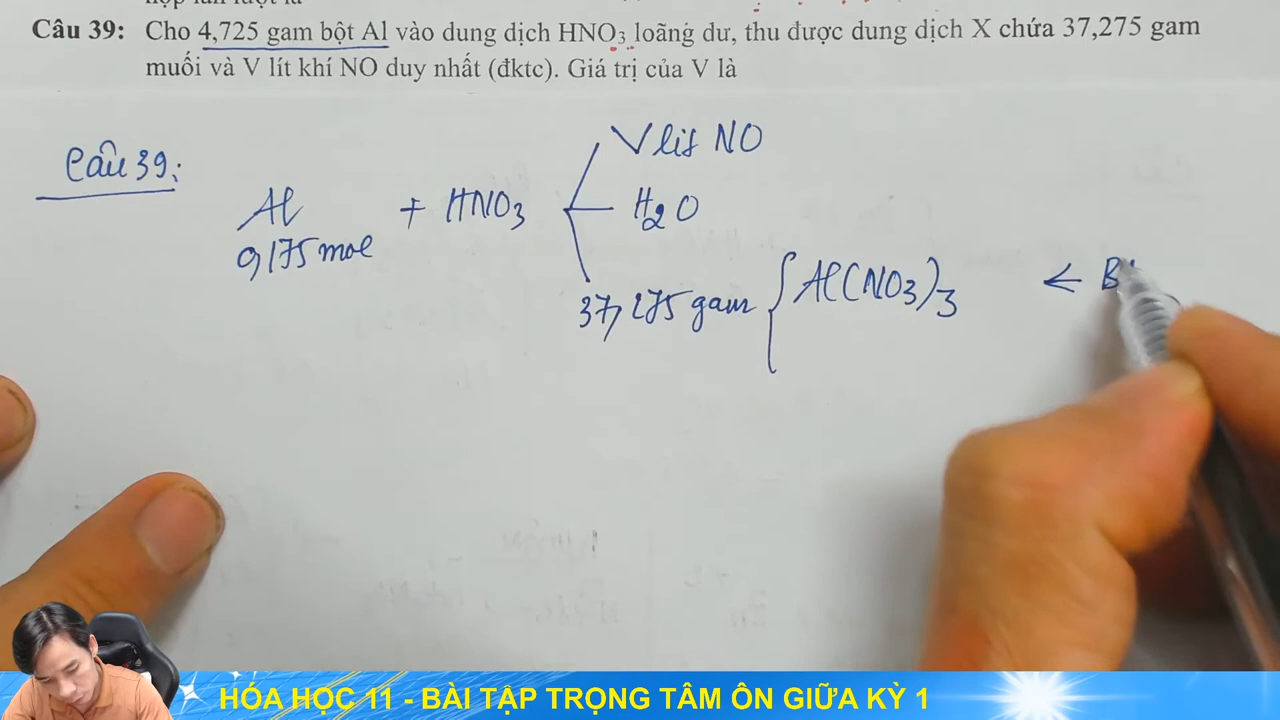 Câu 39: Cho 4,725 gam bột Al vào dung dịch HNO3 loãng dư, thu được dung dịch X chứa 37,275 gam
muối và V lít khí NO duy nhất (đktc). Giá trị của V là
Câu 39:
V lit NO
Al + HNO3
H2O
0,175 mol
37,275 gam { Al(NO3)3 ← B
HÓA HỌC 11 - BÀI TẬP TRỌNG TÂM ÔN GIỮA KỲ 1